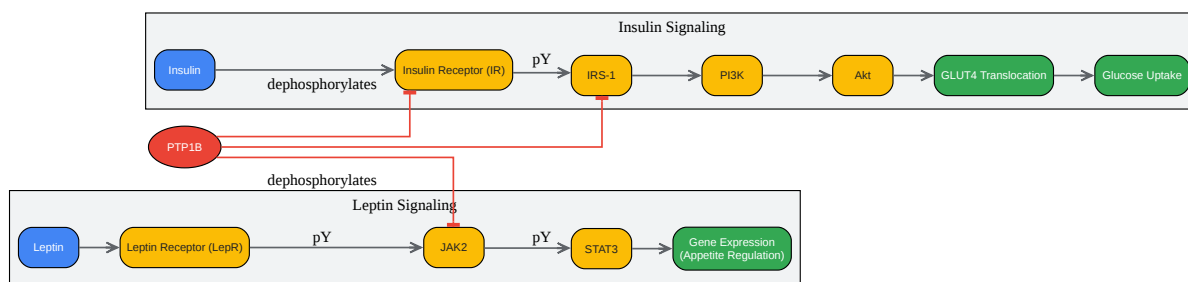 Insulin Signaling
Insulin
Insulin Receptor (IR)
pY
IRS-1
PI3K
Akt
GLUT4 Translocation
Glucose Uptake
dephosphorylates
PTP1B
dephosphorylates
Leptin Signaling
Leptin
Leptin Receptor (LepR)
pY
JAK2
pY
STAT3
Gene Expression
(Appetite Regulation)